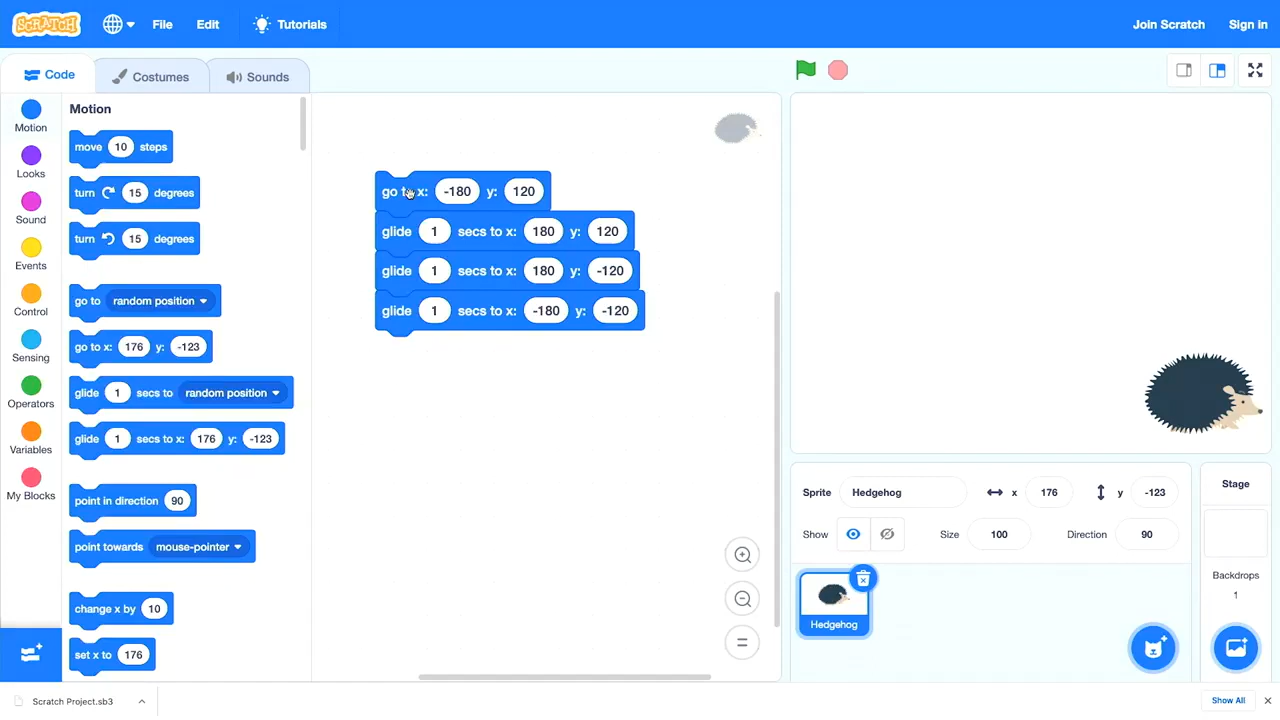 SCRATCH File Edit Tutorials Join Scratch Sign in
Code Costumes Sounds
Motion
Looks
Sound
Events
Control
Sensing
Operators
Variables
My Blocks
Motion
move 10 steps
turn 15 degrees
turn 15 degrees
go to random position
go to x: 176 y: -123
glide 1 secs to random position
glide 1 secs to x: 176 y: -123
point in direction 90
point towards mouse-pointer
change x by 10
set x to 176
go to x: -180 y: 120
glide 1 secs to x: 180 y: 120
glide 1 secs to x: 180 y: -120
glide 1 secs to x: -180 y: -120
Sprite Hedgehog x 176 y -123
Show Size 100 Direction 90
Hedgehog
Stage
Backdrops
1
Scratch Project.sb3 Show All